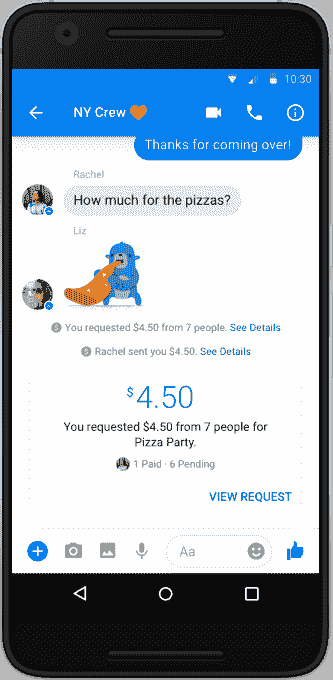 10:30
NY Crew 🧡
Thanks for coming over!
Rachel
How much for the pizzas?
Liz
You requested $4.50 from 7 people. See Details
Rachel sent you $4.50. See Details
$4.50
You requested $4.50 from 7 people for
Pizza Party.
1 Paid · 6 Pending
VIEW REQUEST
Aa